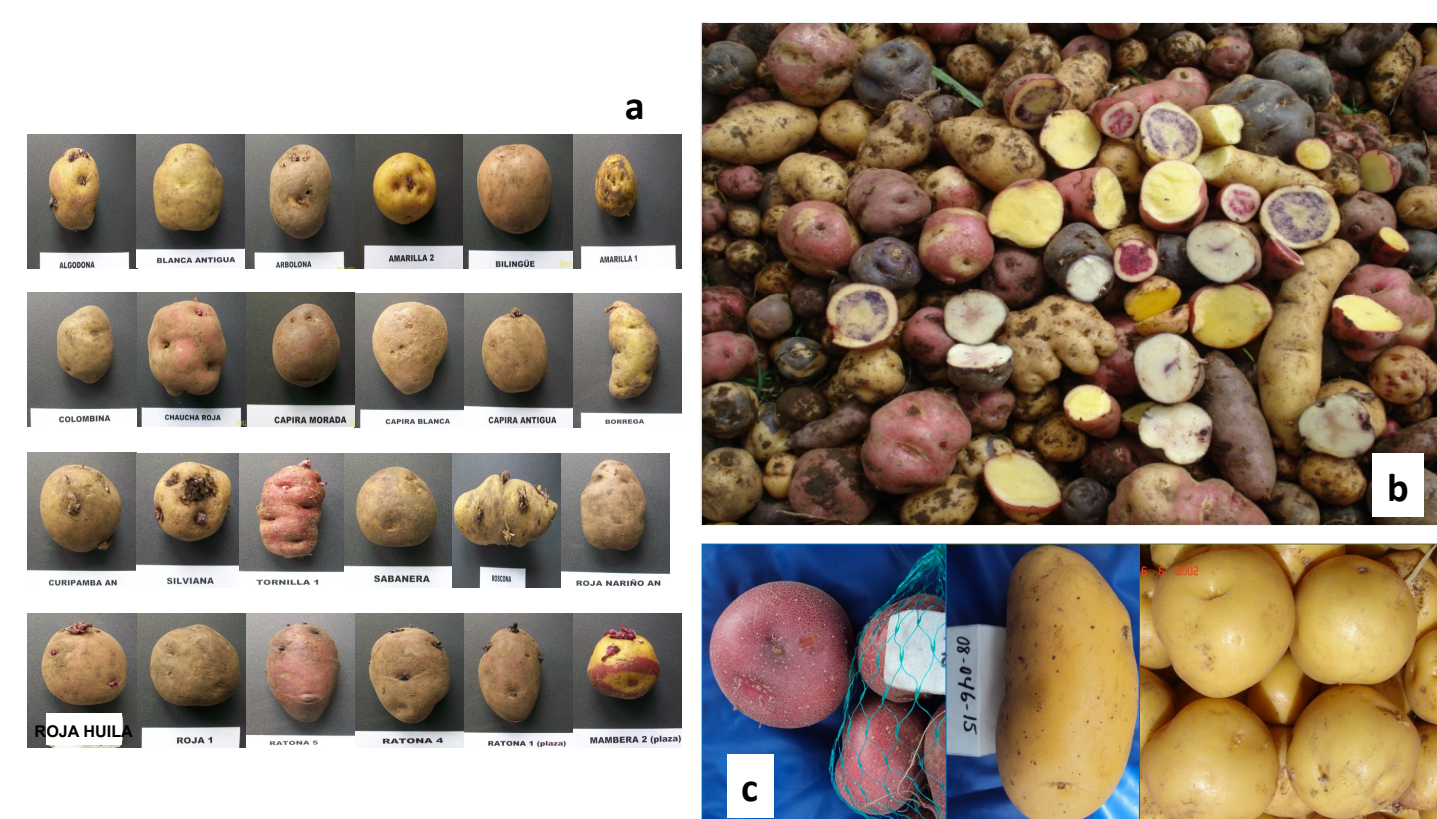 a
ALGODONA
BLANCA ANTIGUA
ARBOLONA
AMARILLA 2
BILINGÜE
AMARILLA 1
COLOMBINA
CHAUCHA ROJA
CAPIRA MORADA
CAPIRA BLANCA
CAPIRA ANTIGUA
BORREGA
CURIPAMBA AN
SILVIANA
TORNILLA 1
SABANERA
ROSCONA
ROJA NARIÑO AN
ROJA HUILA
ROJA 1
RATONA 5
RATONA 4
RATONA 1 (plaza)
MAMBERA 2 (plaza)
b
08-046-15
c